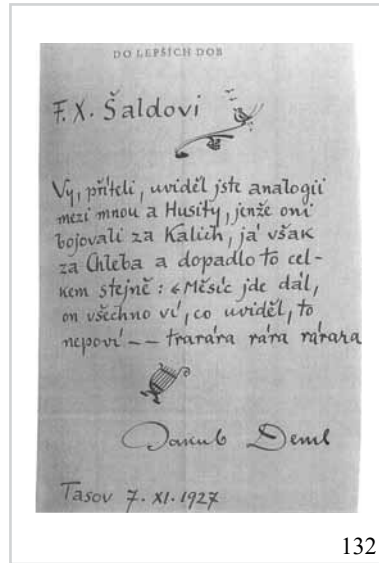 DO LEPŠÍCH DOB
F. X. Šaldovi
Vy, příteli, uviděl jste analogii
mezi mnou a Husity, jenže oni
bojovali za Kalich, já však
za Chleba a dopadlo to cel-
kem stejně: «Měsíc jde dál,
on všechno ví, co uviděl, to
nepoví —— trarára rára rárara
Jakub Deml
Tasov 7. XI. 1927
132